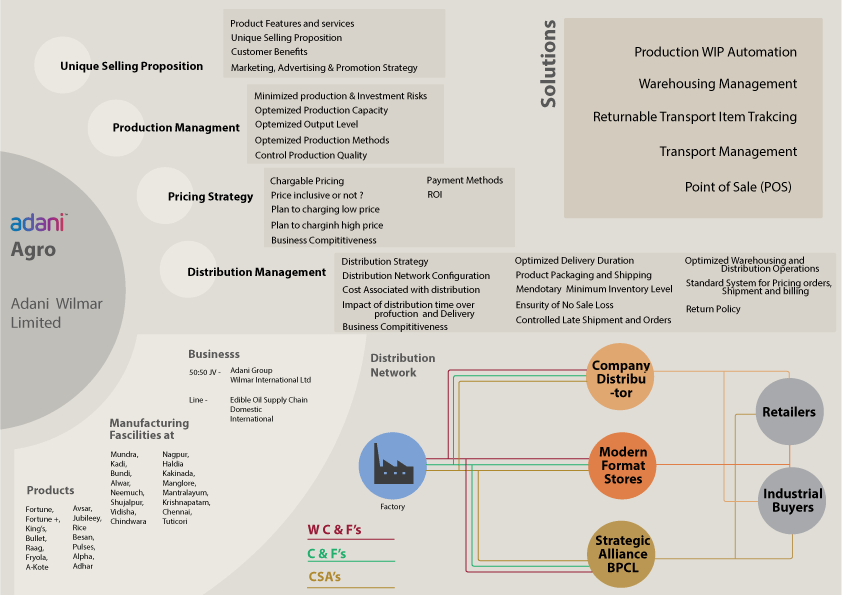 Unique Selling Proposition
Product Features and services
Unique Selling Proposition
Customer Benefits
Marketing, Advertising & Promotion Strategy
Production Managment
Minimized production & Investment Risks
Optimized Production Capacity
Optimized Output Level
Optimized Production Methods
Control Production Quality
Pricing Strategy
Chargable Pricing
Price inclusive or not ?
Plan to charging low price
Plan to charginh high price
Business Compititiveness
Payment Methods
ROI
Distribution Management
Distribution Strategy
Distribution Network Configuration
Cost Associated with distribution
Impact of distribution time over
production and Delivery
Business Compititiveness
Optimized Delivery Duration
Product Packaging and Shipping
Mendotary Minimum Inventory Level
Ensurity of No Sale Loss
Controlled Late Shipment and Orders
Optimized Warehousing and
Distribution Operations
Standard System for Pricing orders,
Shipment and billing
Return Policy
Solutions
Production WIP Automation
Warehousing Management
Returnable Transport Item Trakcing
Transport Management
Point of Sale (POS)
adani
Agro
Adani Wilmar
Limited
Businesss
50:50 JV - Adani Group
Wilmar International Ltd
Line - Edible Oil Supply Chain
Domestic
International
Manufacturing
Fascilities at
Mundra,
Kadi,
Bundi,
Alwar,
Neemuch,
Shujalpur,
Vidisha,
Chindwara
Nagpur,
Haldia
Kakinada,
Manglore,
Mantralayum,
Krishnapatam,
Chennai,
Tuticori
Products
Fortune,
Fortune +,
King's,
Bullet,
Raag,
Fryola,
A-Kote
Avsar,
Jubileey,
Rice
Besan,
Pulses,
Alpha,
Adhar
Distribution
Network
Factory
W C & F's
C & F's
CSA's
Company
Distribu
-tor
Modern
Format
Stores
Strategic
Alliance
BPCL
Retailers
Industrial
Buyers